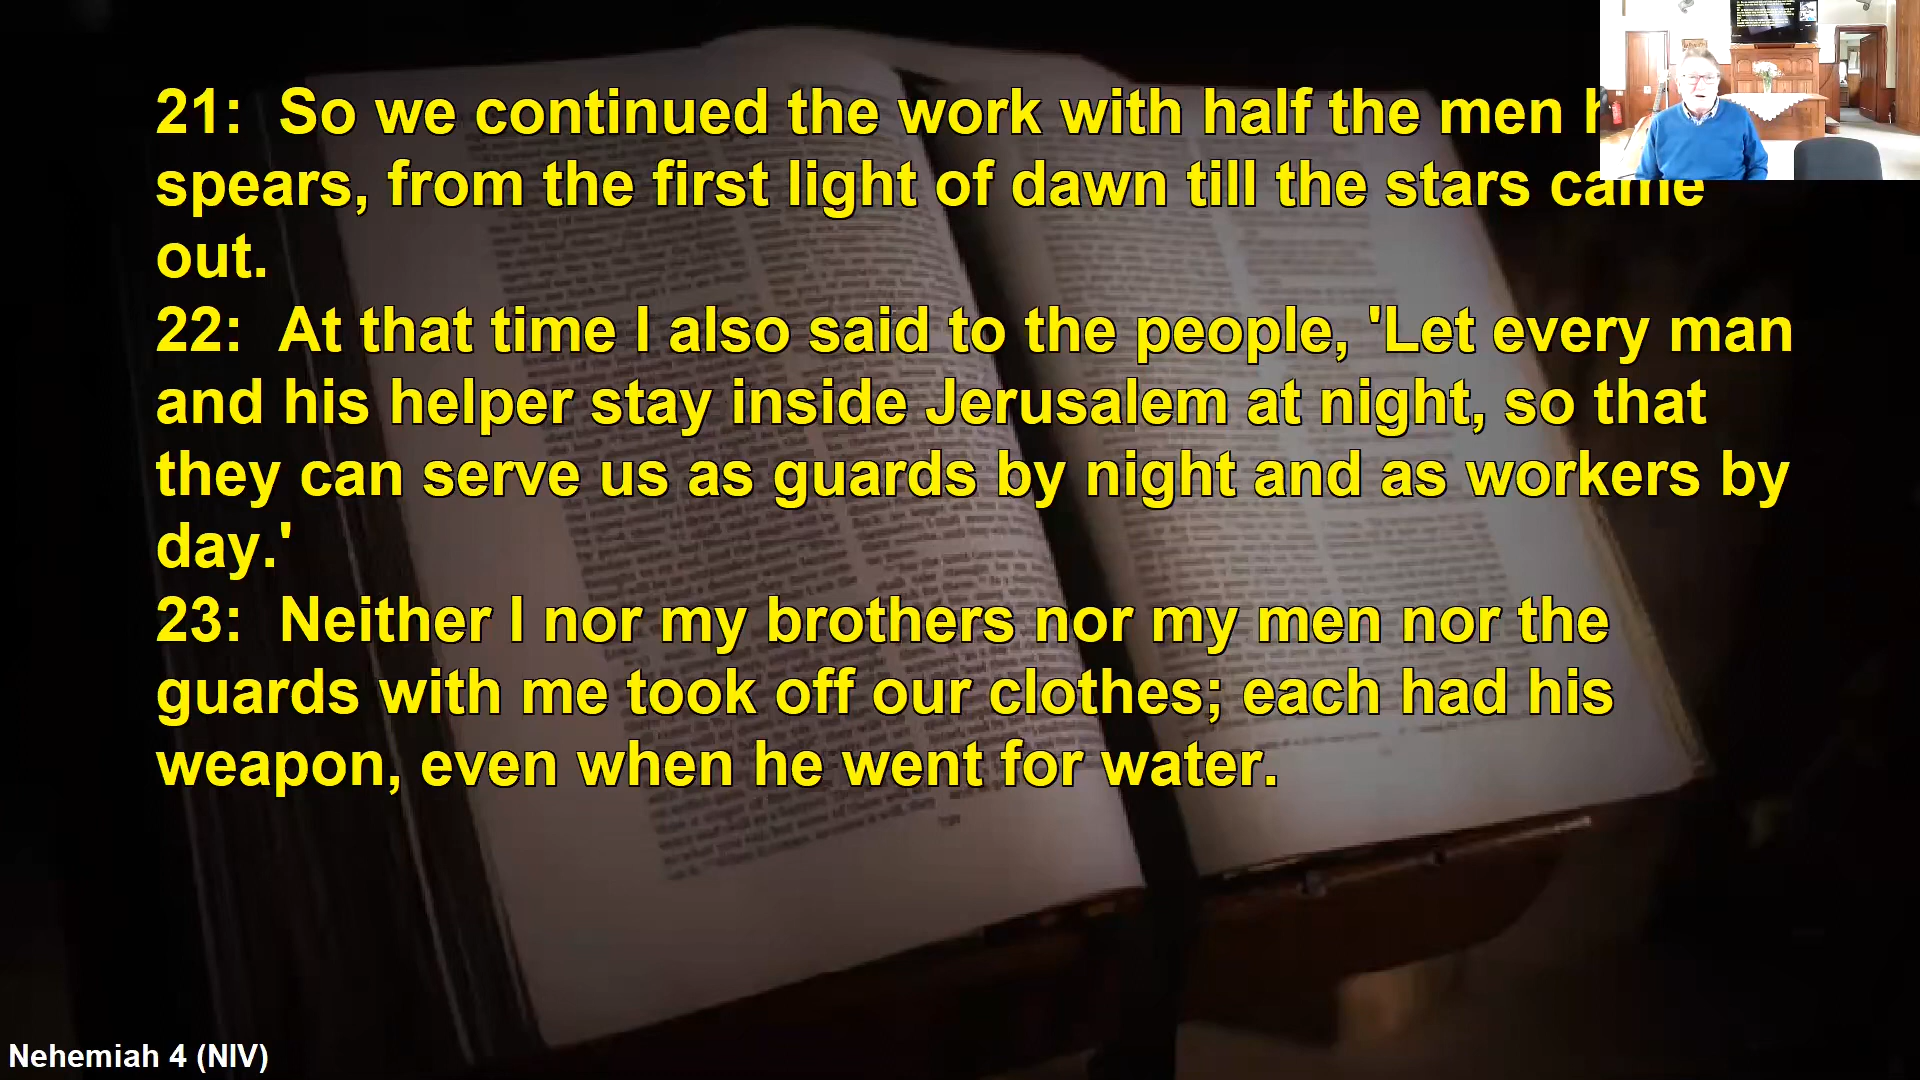 21: So we continued the work with half the men
spears, from the first light of dawn till the stars came
out.
22: At that time I also said to the people, 'Let every man
and his helper stay inside Jerusalem at night, so that
they can serve us as guards by night and as workers by
day.'
23: Neither I nor my brothers nor my men nor the
guards with me took off our clothes; each had his
weapon, even when he went for water.
Nehemiah 4 (NIV)